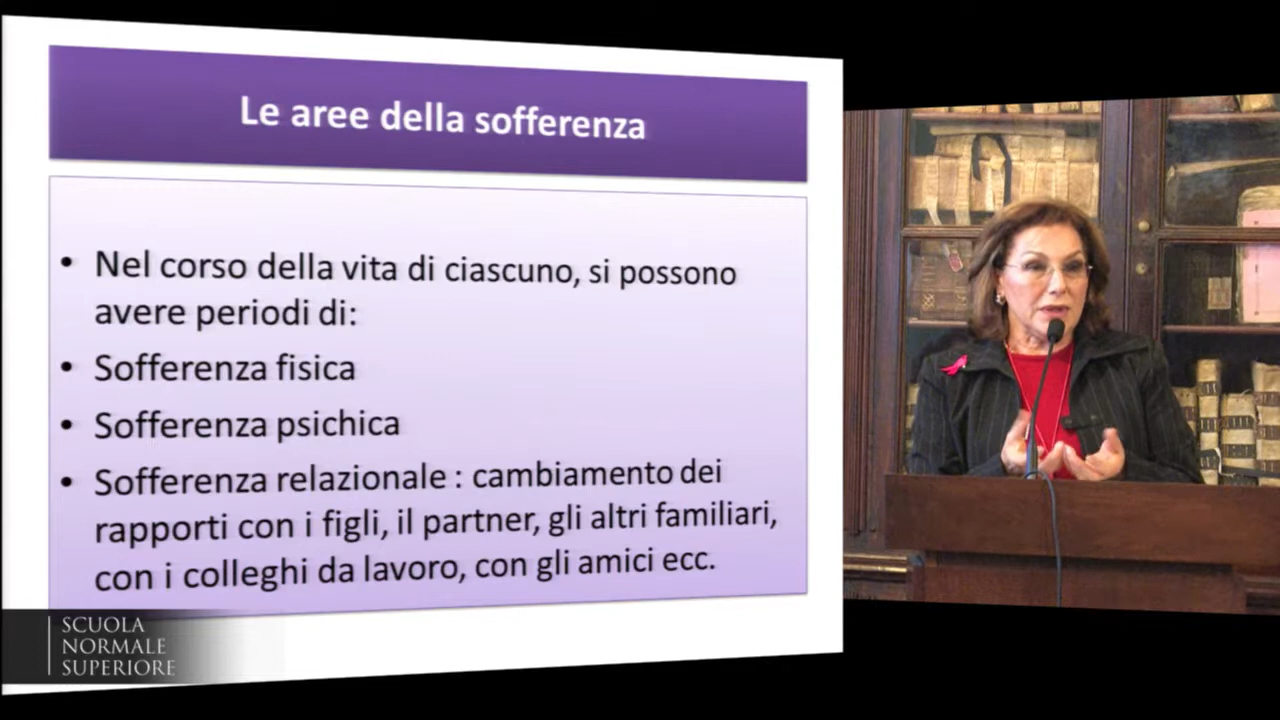 Le aree della sofferenza
• Nel corso della vita di ciascuno, si possono
avere periodi di:
• Sofferenza fisica
• Sofferenza psichica
• Sofferenza relazionale : cambiamento dei
rapporti con i figli, il partner, gli altri familiari,
con i colleghi da lavoro, con gli amici ecc.
SCUOLA
NORMALE
SUPERIORE